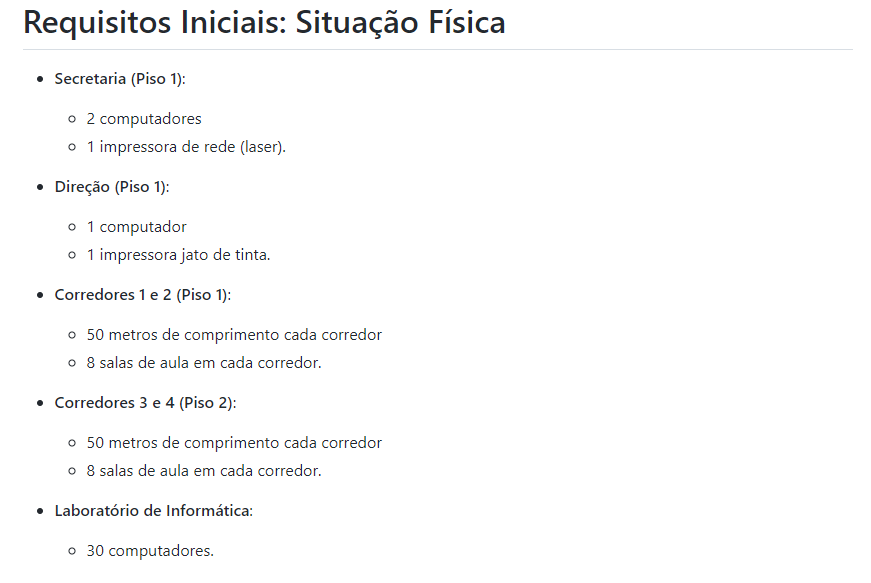 Requisitos Iniciais: Situação Física
Secretaria (Piso 1):
2 computadores
1 impressora de rede (laser).
Direção (Piso 1):
1 computador
1 impressora jato de tinta.
Corredores 1 e 2 (Piso 1):
50 metros de comprimento cada corredor
8 salas de aula em cada corredor.
Corredores 3 e 4 (Piso 2):
50 metros de comprimento cada corredor
8 salas de aula em cada corredor.
Laboratório de Informática:
30 computadores.